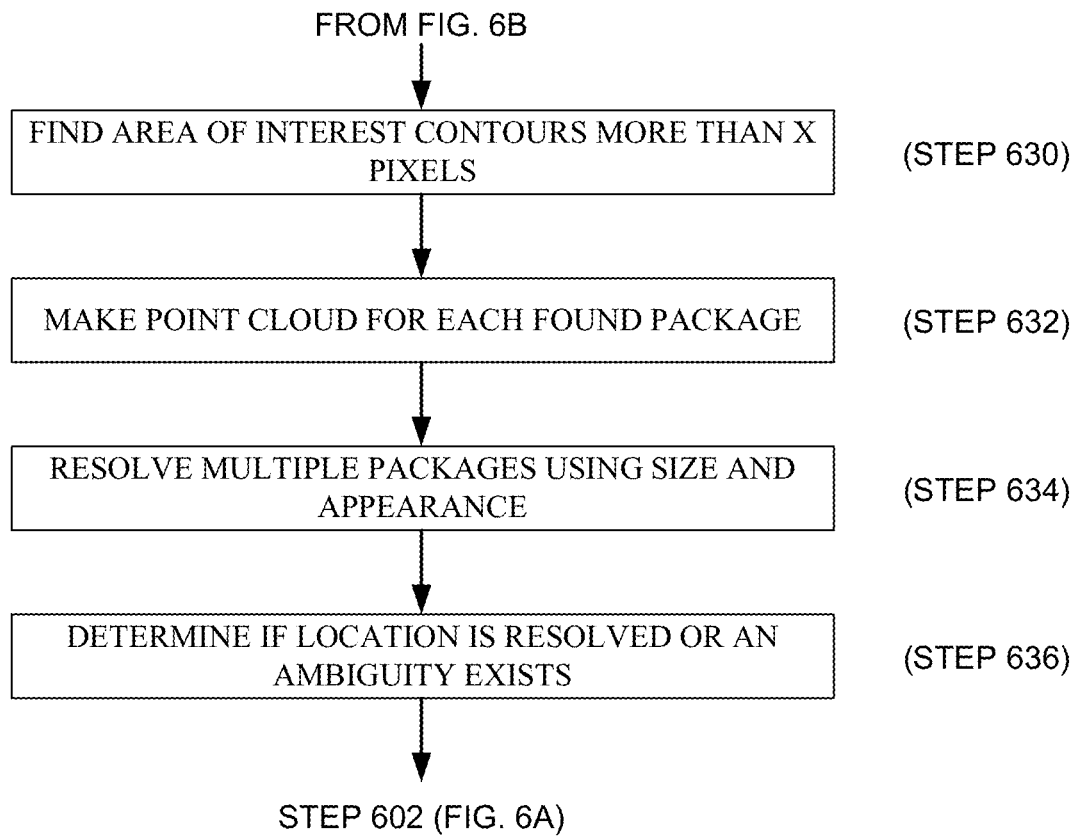 FROM FIG. 6B
FIND AREA OF INTEREST CONTOURS MORE THAN X
PIXELS
(STEP 630)
MAKE POINT CLOUD FOR EACH FOUND PACKAGE
(STEP 632)
RESOLVE MULTIPLE PACKAGES USING SIZE AND
APPEARANCE
(STEP 634)
DETERMINE IF LOCATION IS RESOLVED OR AN
AMBIGUITY EXISTS
(STEP 636)
STEP 602 (FIG. 6A)